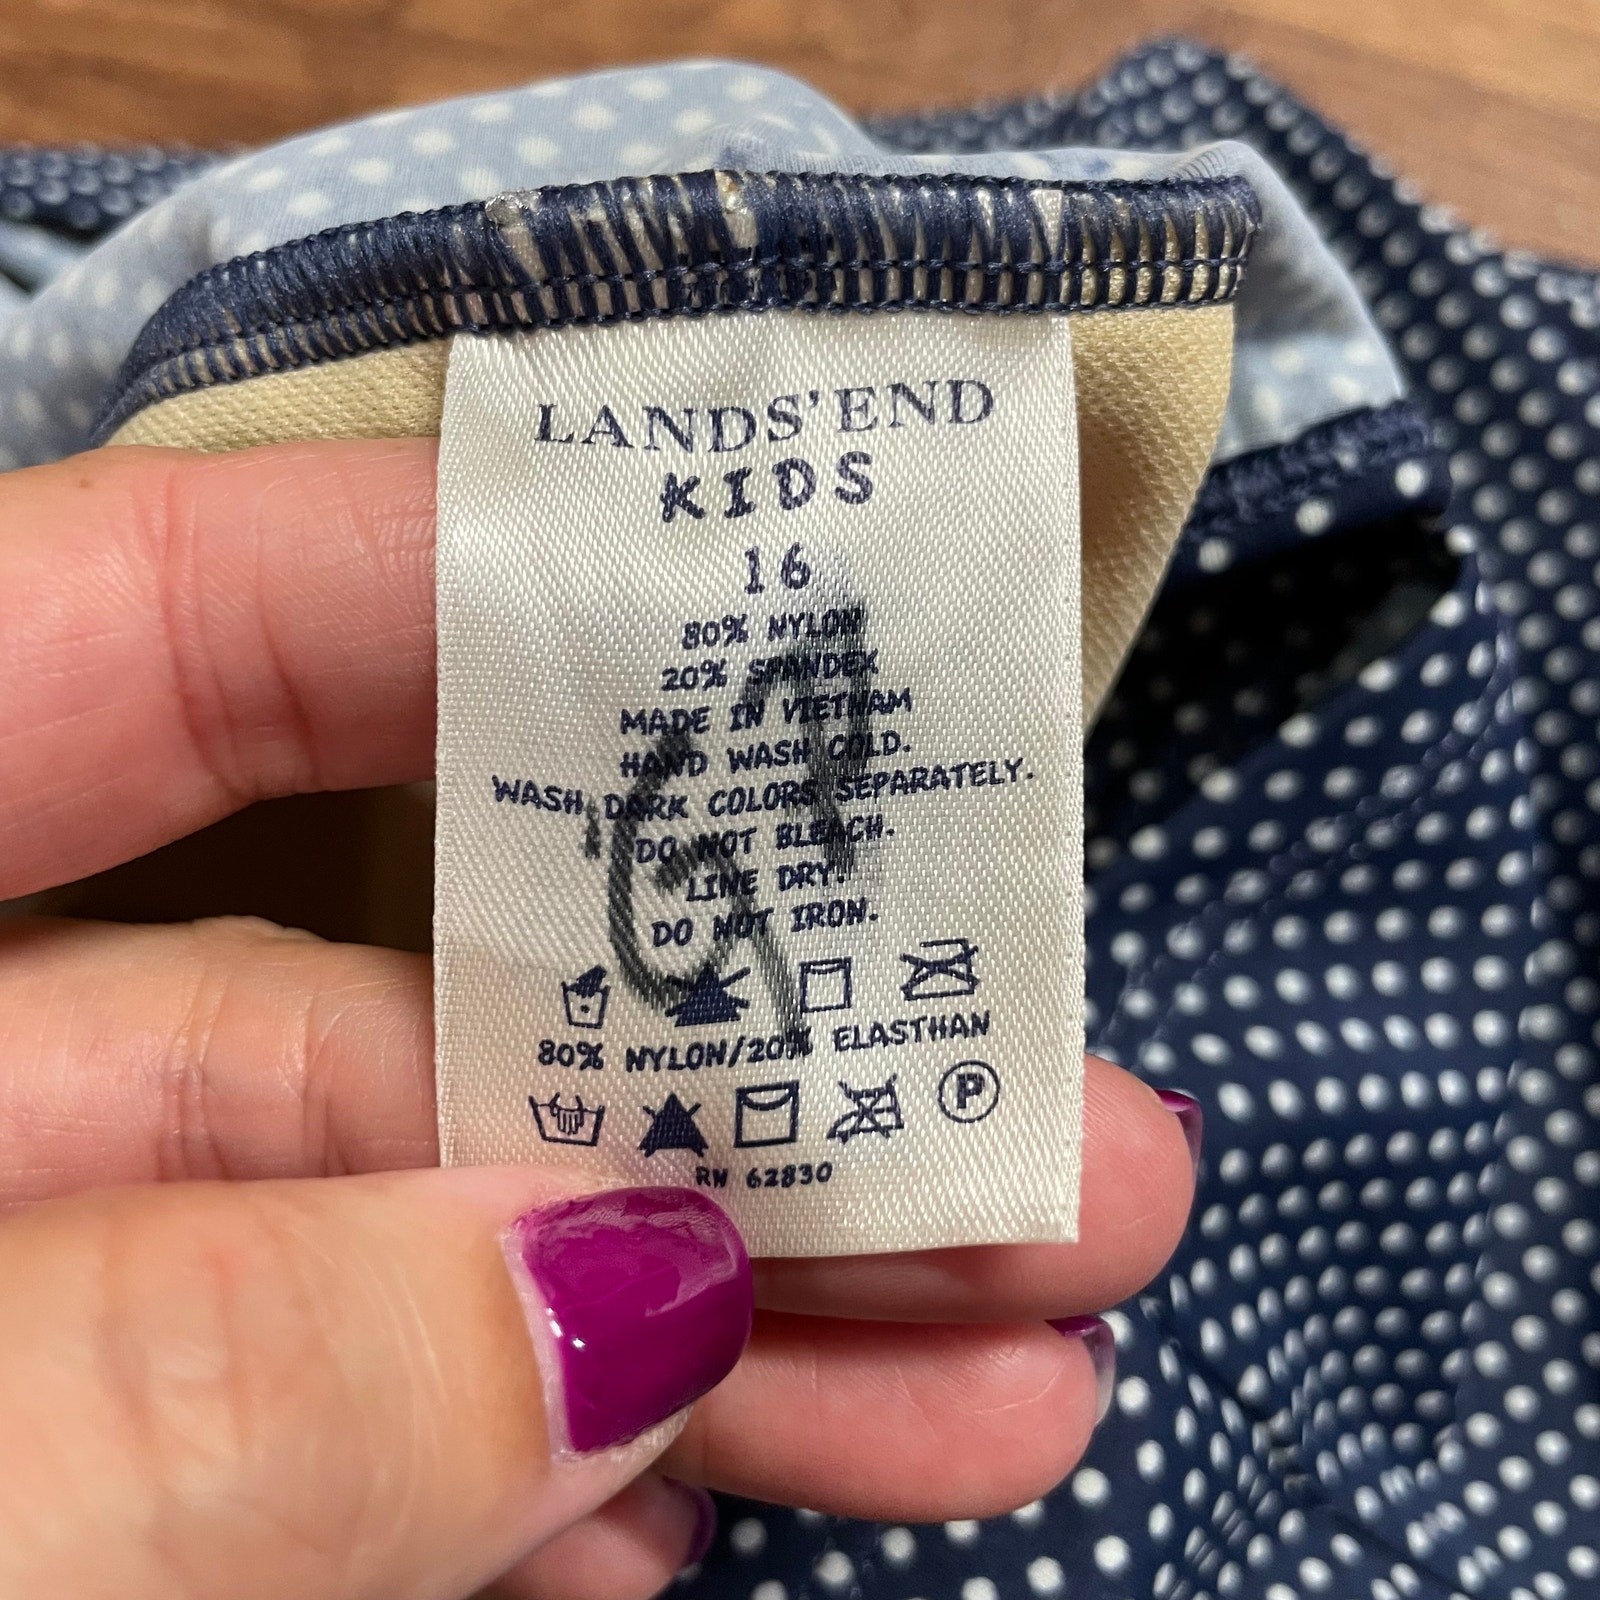 LANDS' END
KIDS
16
80% NYLON
20% SPANDEX
MADE IN VIETNAM
HAND WASH COLD.
WASH DARK COLORS SEPARATELY.
DO NOT BLEACH.
LINE DRY.
DO NOT IRON.
80% NYLON/20% ELASTHAN
P
RN 62830